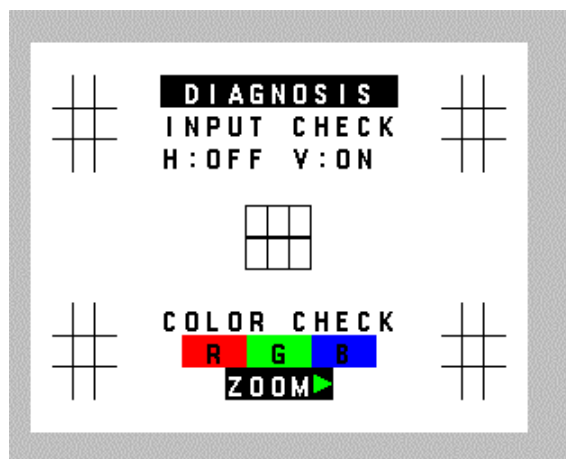 DIAGNOSIS
INPUT CHECK
H:OFF V:ON
COLOR CHECK
R G B
ZOOM